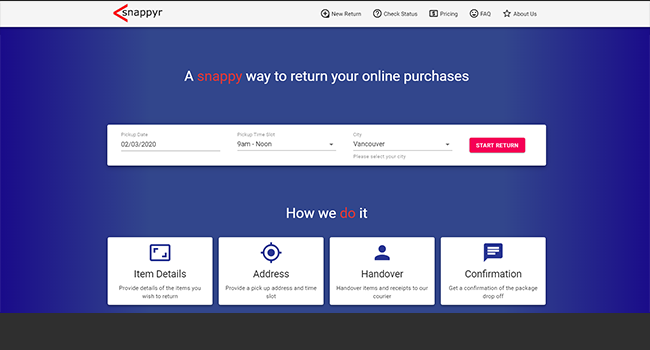 snappyr
New Return
Check Status
Pricing
FAQ
About Us
A snappy way to return your online purchases
Pickup Date
Pickup Time Slot
City
02/03/2020
9am - Noon
Vancouver
START RETURN
Please select your city
How we do it
Item Details
Address
Handover
Confirmation
Provide details of the items you
wish to return
Provide a pick up address and time
slot
Handover items and receipts to our
courier
Get a confirmation of the package
drop off